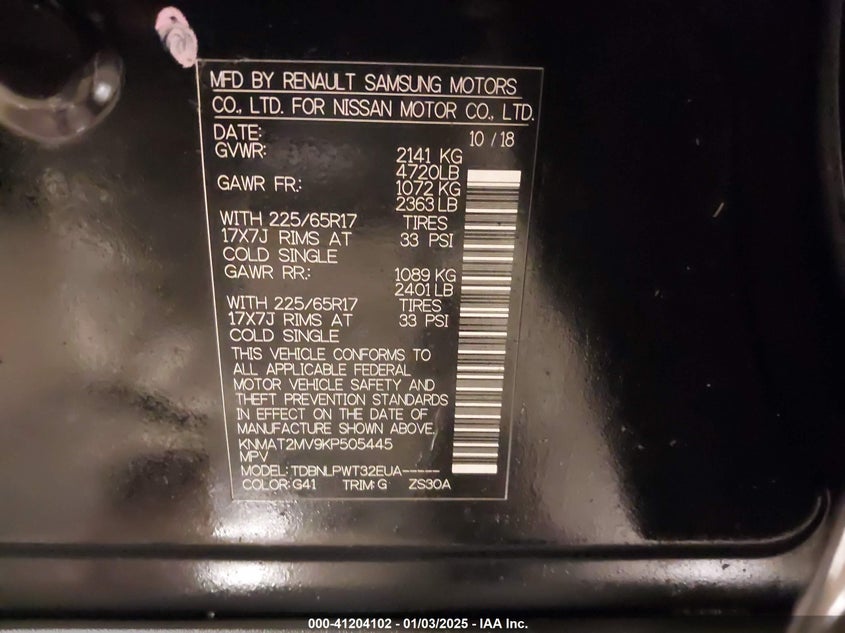 MFD BY RENAULT SAMSUNG MOTORS
CO., LTD. FOR NISSAN MOTOR CO., LTD.
DATE: 10 / 18
GVWR: 2141 KG
4720LB
GAWR FR.: 1072 KG
2363 LB
WITH 225/65R17 TIRES
17X7J RIMS AT 33 PSI
COLD SINGLE
GAWR RR.: 1089 KG
2401 LB
WITH 225/65R17 TIRES
17X7J RIMS AT 33 PSI
COLD SINGLE
THIS VEHICLE CONFORMS TO
ALL APPLICABLE FEDERAL
MOTOR VEHICLE SAFETY AND
THEFT PREVENTION STANDARDS
IN EFFECT ON THE DATE OF
MANUFACTURE SHOWN ABOVE.
KNMAT2MV9KP505445
MPV
MODEL: TDBNLPWT32EUA-----
COLOR: G41 TRIM: G ZS30A
000-41204102 - 01/03/2025 - IAA Inc.